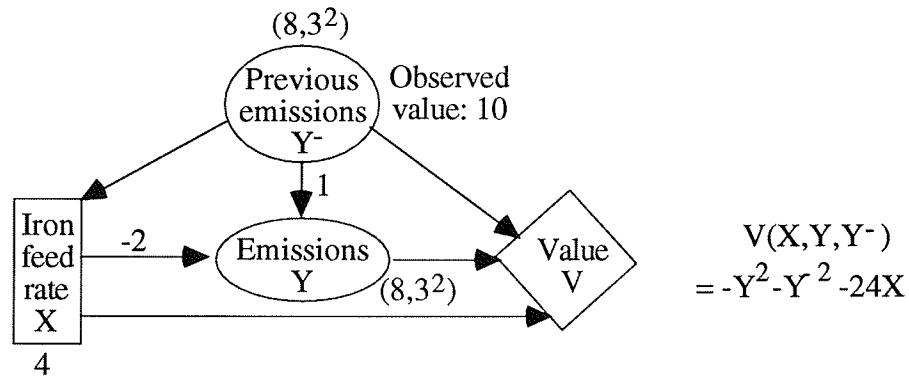 (8,3²)
Previous
emissions
Y⁻
Observed
value: 10
1
Iron
feed
rate
X
-2
Emissions
Y
(8,3²)
Value
V
V(X,Y,Y⁻)
= -Y² -Y⁻² -24X
4